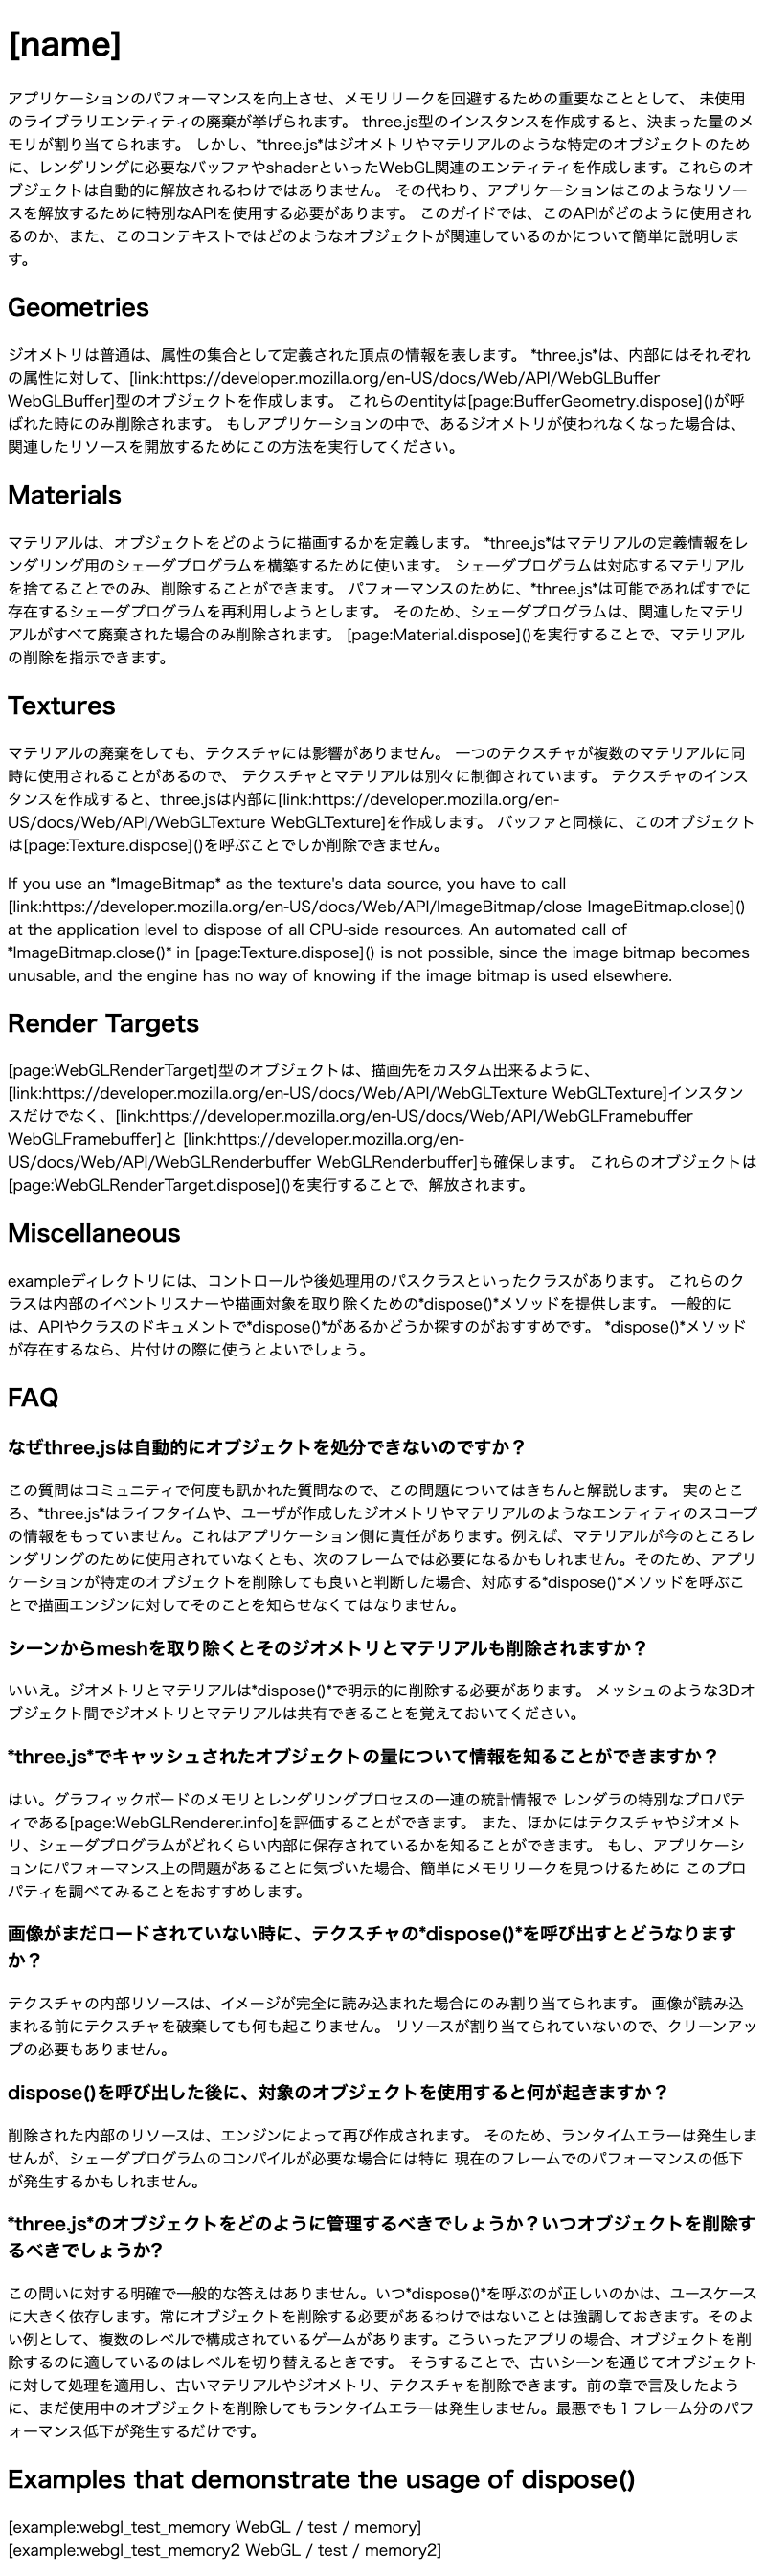 [name]
アプリケーションのパフォーマンスを向上させ、メモリリークを回避するための重要なこととして、 未使用
のライブラリエンティティの廃棄が挙げられます。 three.js型のインスタンスを作成すると、決まった量のメ
モリが割り当てられます。 しかし、*three.js*はジオメトリやマテリアルのような特定のオブジェクトのため
に、レンダリングに必要なバッファやshaderといったWebGL関連のエンティティを作成します。これらのオ
ブジェクトは自動的に解放されるわけではありません。 その代わり、アプリケーションはこのようなリソー
スを解放するために特別なAPIを使用する必要があります。 このガイドでは、このAPIがどのように使用され
るのか、また、このコンテキストではどのようなオブジェクトが関連しているのかについて簡単に説明しま
す。
Geometries
ジオメトリは普通は、属性の集合として定義された頂点の情報を表します。 *three.js*は、内部にはそれぞれ
の属性に対して、[link:https://developer.mozilla.org/en-US/docs/Web/API/WebGLBuffer
WebGLBuffer]型のオブジェクトを作成します。 これらのentityは[page:BufferGeometry.dispose]()が呼
ばれた時にのみ削除されます。 もしアプリケーションの中で、あるジオメトリが使われなくなった場合は、
関連したリソースを開放するためにこの方法を実行してください。
Materials
マテリアルは、オブジェクトをどのように描画するかを定義します。 *three.js*はマテリアルの定義情報をレ
ンダリング用のシェーダプログラムを構築するために使います。 シェーダプログラムは対応するマテリアル
を捨てることでのみ、削除することができます。 パフォーマンスのために、*three.js*は可能であればすでに
存在するシェーダプログラムを再利用しようとします。 そのため、シェーダプログラムは、関連したマテリ
アルがすべて廃棄された場合のみ削除されます。 [page:Material.dispose]()を実行することで、マテリアル
の削除を指示できます。
Textures
マテリアルの廃棄をしても、テクスチャには影響がありません。 一つのテクスチャが複数のマテリアルに同
時に使用されることがあるので、 テクスチャとマテリアルは別々に制御されています。 テクスチャのインス
タンスを作成すると、three.jsは内部に[link:https://developer.mozilla.org/en-
US/docs/Web/API/WebGLTexture WebGLTexture]を作成します。 バッファと同様に、このオブジェクト
は[page:Texture.dispose]()を呼ぶことでしか削除できません。
If you use an *ImageBitmap* as the texture's data source, you have to call
[link:https://developer.mozilla.org/en-US/docs/Web/API/ImageBitmap/close ImageBitmap.close]()
at the application level to dispose of all CPU-side resources. An automated call of
*ImageBitmap.close()* in [page:Texture.dispose]() is not possible, since the image bitmap becomes
unusable, and the engine has no way of knowing if the image bitmap is used elsewhere.
Render Targets
[page:WebGLRenderTarget]型のオブジェクトは、描画先をカスタム出来るように、
[link:https://developer.mozilla.org/en-US/docs/Web/API/WebGLTexture WebGLTexture]インスタン
スだけでなく、[link:https://developer.mozilla.org/en-US/docs/Web/API/WebGLFramebuffer
WebGLFramebuffer]と [link:https://developer.mozilla.org/en-
US/docs/Web/API/WebGLRenderbuffer WebGLRenderbuffer]も確保します。 これらのオブジェクトは
[page:WebGLRenderTarget.dispose]()を実行することで、解放されます。
Miscellaneous
exampleディレクトリには、コントロールや後処理用のパスクラスといったクラスがあります。 これらのク
ラスは内部のイベントリスナーや描画対象を取り除くための*dispose()*メソッドを提供します。 一般的に
は、APIやクラスのドキュメントで*dispose()*があるかどうか探すのがおすすめです。 *dispose()*メソッド
が存在するなら、片付けの際に使うとよいでしょう。
FAQ
なぜthree.jsは自動的にオブジェクトを処分できないのですか？
この質問はコミュニティで何度も訊かれた質問なので、この問題についてはきちんと解説します。 実のとこ
ろ、*three.js*はライフタイムや、ユーザが作成したジオメトリやマテリアルのようなエンティティのスコープ
の情報をもっていません。これはアプリケーション側に責任があります。例えば、マテリアルが今のところレ
ンダリングのために使用されていなくとも、次のフレームでは必要になるかもしれません。そのため、アプリ
ケーションが特定のオブジェクトを削除しても良いと判断した場合、対応する*dispose()*メソッドを呼ぶこ
とで描画エンジンに対してそのことを知らせなくてはなりません。
シーンからmeshを取り除くとそのジオメトリとマテリアルも削除されますか？
いいえ。ジオメトリとマテリアルは*dispose()*で明示的に削除する必要があります。 メッシュのような3Dオ
ブジェクト間でジオメトリとマテリアルは共有できることを覚えておいてください。
*three.js*でキャッシュされたオブジェクトの量について情報を知ることができますか？
はい。グラフィックボードのメモリとレンダリングプロセスの一連の統計情報で レンダラの特別なプロパテ
ィである[page:WebGLRenderer.info]を評価することができます。 また、ほかにはテクスチャやジオメト
リ、シェーダプログラムがどれくらい内部に保存されているかを知ることができます。 もし、アプリケーシ
ョンにパフォーマンス上の問題があることに気づいた場合、簡単にメモリリークを見つけるために このプロ
パティを調べてみることをおすすめします。
画像がまだロードされていない時に、テクスチャの*dispose()*を呼び出すとどうなります
か？
テクスチャの内部リソースは、イメージが完全に読み込まれた場合にのみ割り当てられます。 画像が読み込
まれる前にテクスチャを破棄しても何も起こりません。 リソースが割り当てられていないので、クリーンアッ
プの必要もありません。
dispose()を呼び出した後に、対象のオブジェクトを使用すると何が起きますか？
削除された内部のリソースは、エンジンによって再び作成されます。 そのため、ランタイムエラーは発生しま
せんが、シェーダプログラムのコンパイルが必要な場合には特に 現在のフレームでのパフォーマンスの低下
が発生するかもしれません。
*three.js*のオブジェクトをどのように管理するべきでしょうか？いつオブジェクトを削除す
るべきでしょうか?
この問いに対する明確で一般的な答えはありません。いつ*dispose()*を呼ぶのが正しいのかは、ユースケース
に大きく依存します。常にオブジェクトを削除する必要があるわけではないことは強調しておきます。そのよ
い例として、複数のレベルで構成されているゲームがあります。こういったアプリの場合、オブジェクトを削
除するのに適しているのはレベルを切り替えるときです。 そうすることで、古いシーンを通じてオブジェクト
に対して処理を適用し、古いマテリアルやジオメトリ、テクスチャを削除できます。前の章で言及したよう
に、まだ使用中のオブジェクトを削除してもランタイムエラーは発生しません。最悪でも１フレーム分のパフ
ォーマンス低下が発生するだけです。
Examples that demonstrate the usage of dispose()
[example:webgl_test_memory WebGL / test / memory]
[example:webgl_test_memory2 WebGL / test / memory2]